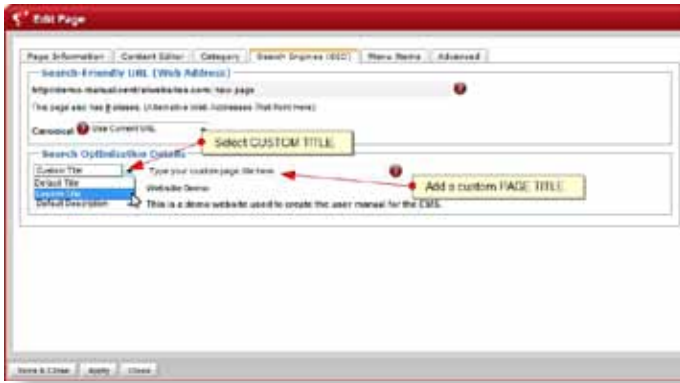 Edit Page
Page Information Content Editor Category Search Engines (SEO) Menu Items Advanced
Search-Friendly URL (Web Address)
This page also has 0 aliases. (Alternative Web Addresses That Point Here)
Canonical Use Current URL
Select CUSTOM TITLE
Search Optimisation Details
Custom Title Type your custom page title here
Default Title Website Demo
Add a custom PAGE TITLE
Custom Title
Default Description This is a demo website used to create the user manual for the CMS.
Save & Close Apply Close